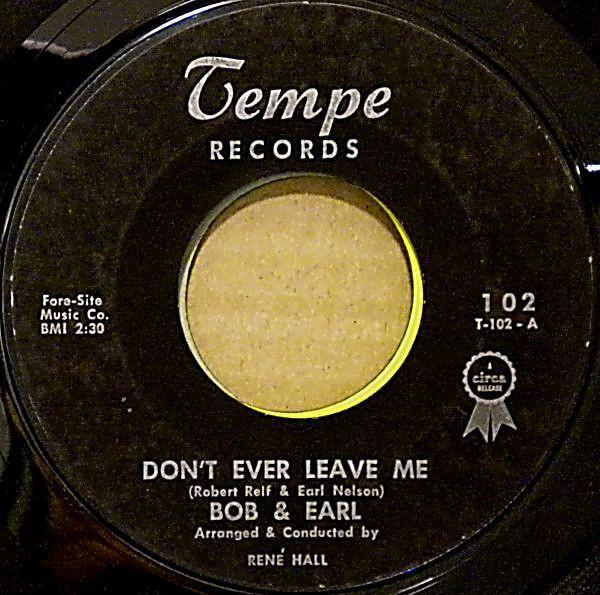 Tempe
RECORDS
Fore-Site
Music Co.
BMI 2:30
102
T-102-A
A
circa
RELEASE
DON'T EVER LEAVE ME
(Robert Relf & Earl Nelson)
BOB & EARL
Arranged & Conducted by
RENÉ HALL